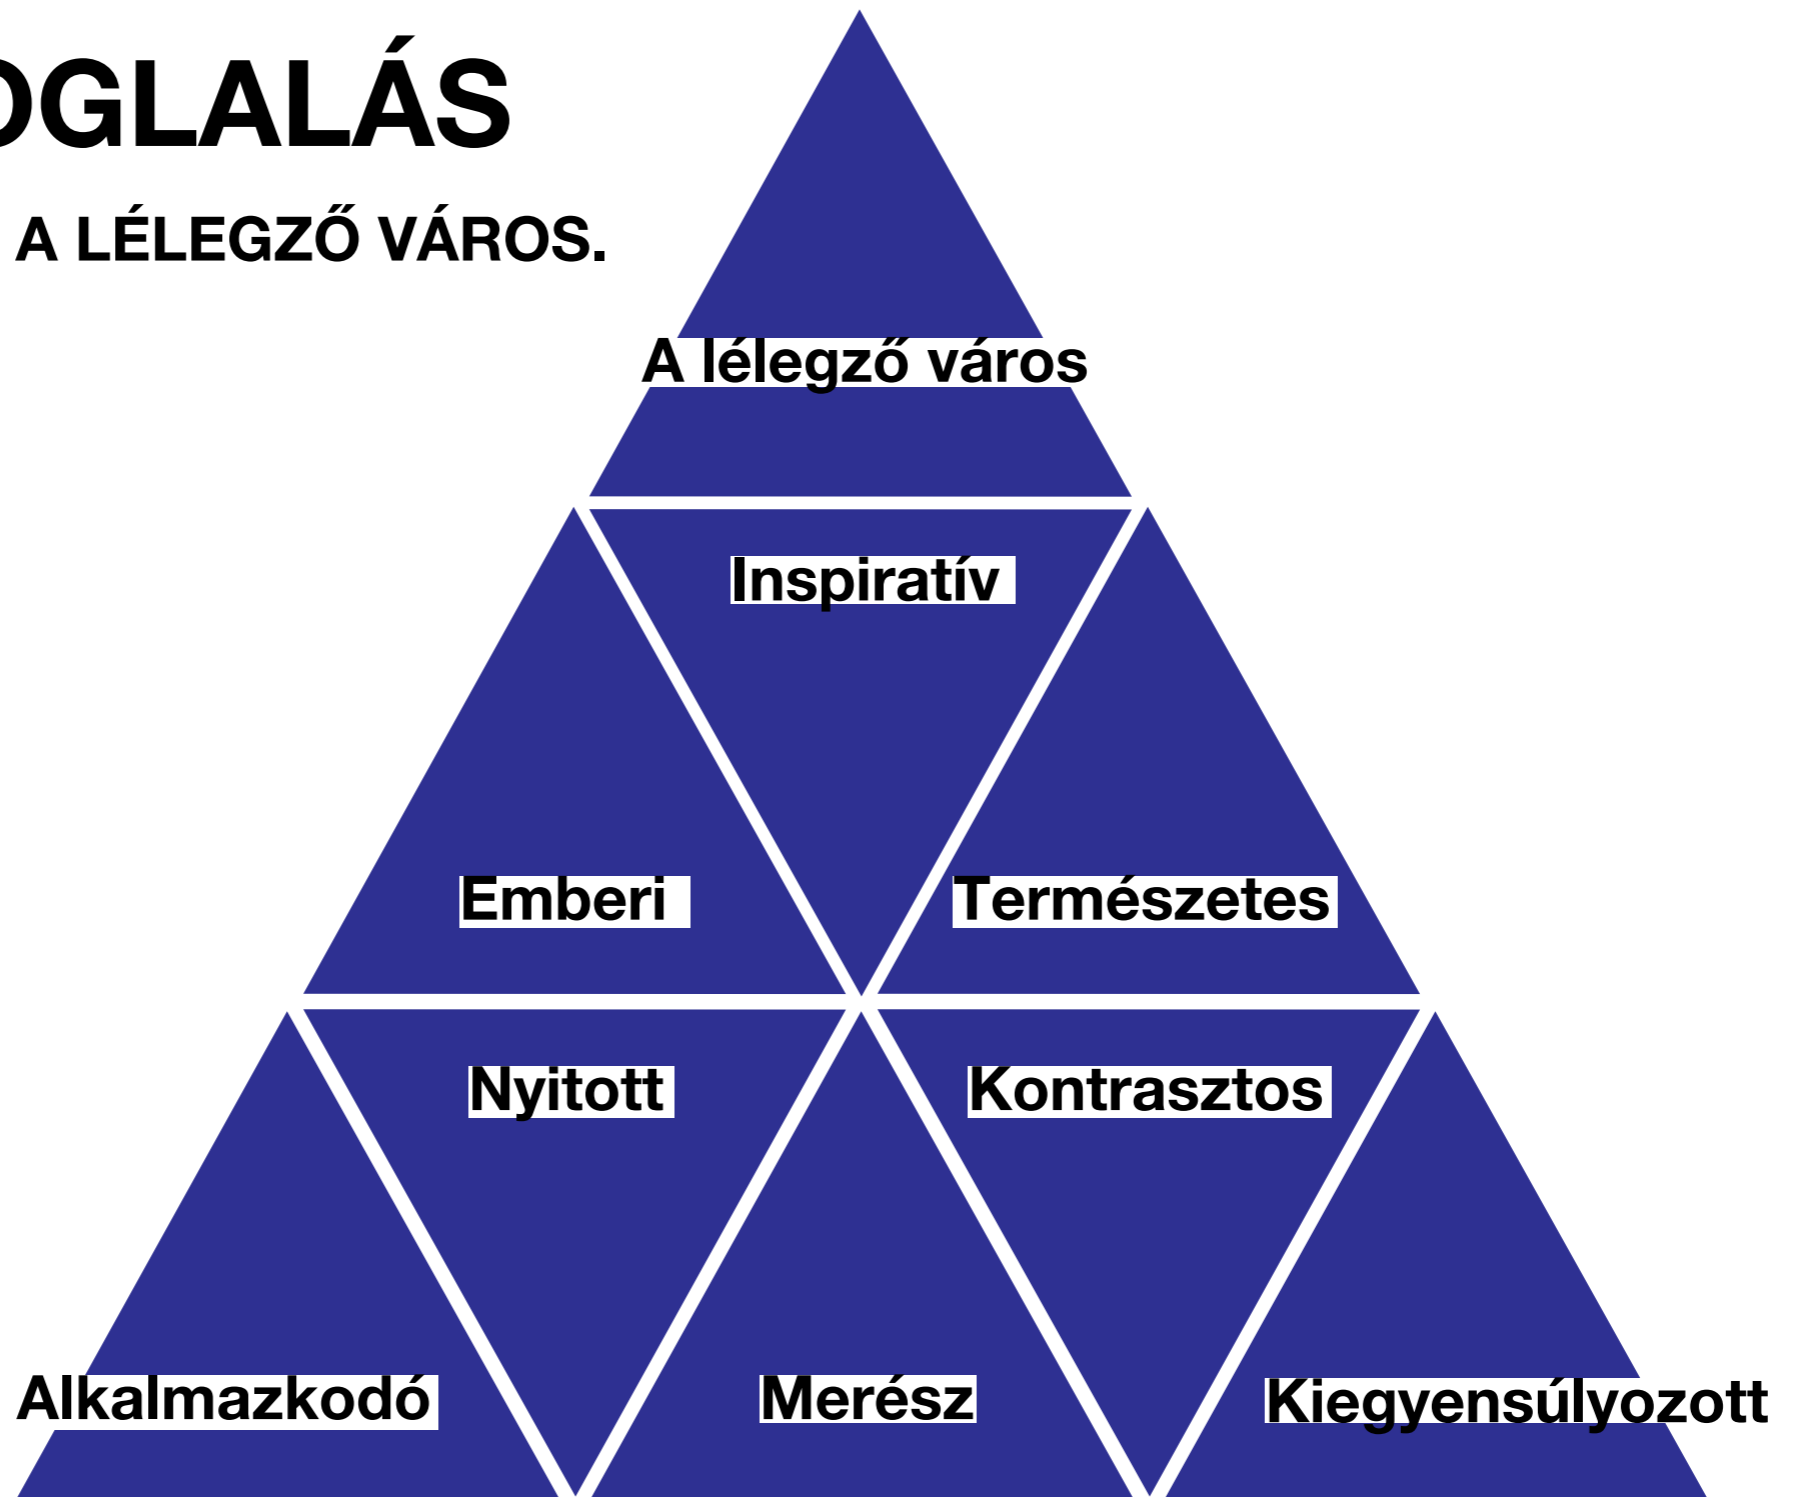 OGLALÁS
A LÉLEGZŐ VÁROS.
A lélegző város
Inspiratív
Emberi
Természetes
Nyitott
Kontrasztos
Alkalmazkodó
Merész
Kiegyensúlyozott